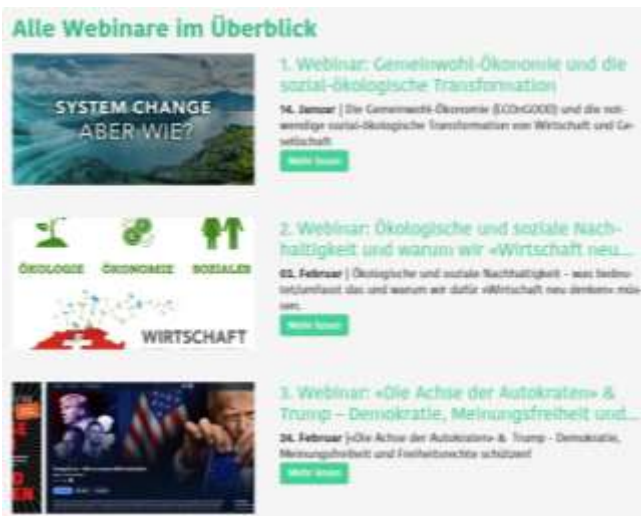 Alle Webinare im Überblick
SYSTEM CHANGE
ABER WIE?
1. Webinar: Gemeinwohl-Ökonomie und die
sozial-ökologische Transformation
14. Januar | Die Gemeinwohl-Ökonomie (ECOnGOOD) und die not-
wendige sozial-ökologische Transformation von Wirtschaft und Ge-
sellschaft
Mehr lesen
ÖKOLOGIE ÖKONOMIE SOZIALES
WIRTSCHAFT
2. Webinar: Ökologische und soziale Nach-
haltigkeit und warum wir «Wirtschaft neu...
03. Februar | Ökologische und soziale Nachhaltigkeit – was bedeu-
tet/umfasst das und warum wir dafür «Wirtschaft neu denken» müs-
sen.
Mehr lesen
3. Webinar: «Die Achse der Autokraten» &
Trump – Demokratie, Meinungsfreiheit und...
24. Februar |«Die Achse der Autokraten» & Trump - Demokratie,
Meinungsfreiheit und Freiheitsrechte schützen!
Mehr lesen